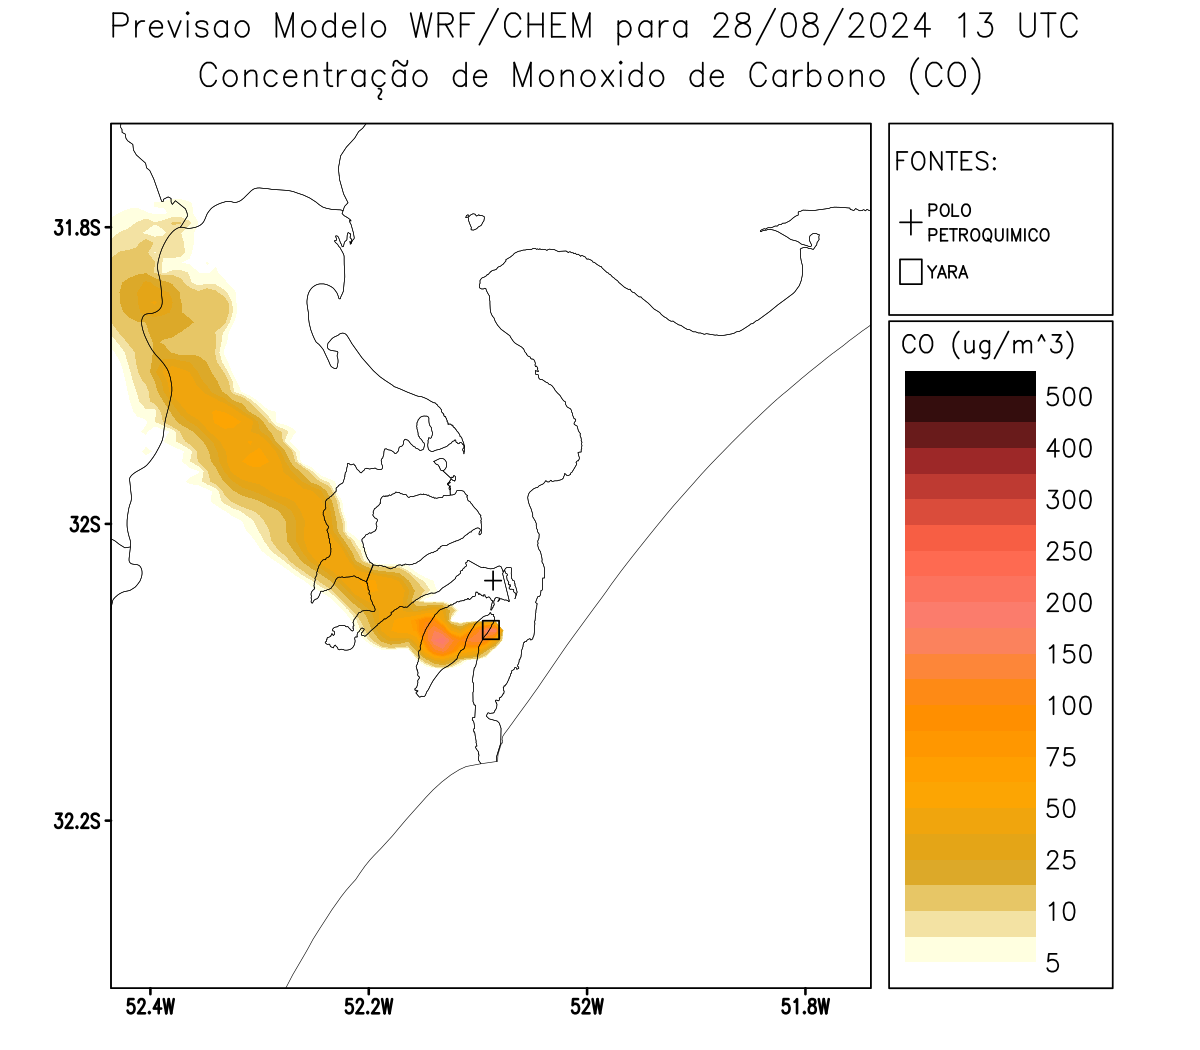 Previsao Modelo WRF/CHEM para 28/08/2024 13 UTC
Concentração de Monoxido de Carbono (CO)
FONTES:
POLO
PETROQUIMICO
YARA
CO (ug/m^3)
500
400
300
250
200
150
100
75
50
25
10
5
31.8S
32S
32.2S
52.4W
52.2W
52W
51.8W